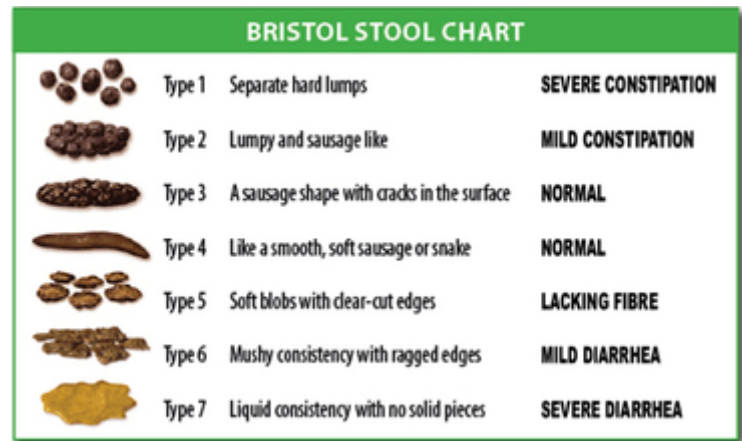 BRISTOL STOOL CHART
Type 1 Separate hard lumps SEVERE CONSTIPATION
Type 2 Lumpy and sausage like MILD CONSTIPATION
Type 3 A sausage shape with cracks in the surface NORMAL
Type 4 Like a smooth, soft sausage or snake NORMAL
Type 5 Soft blobs with clear-cut edges LACKING FIBRE
Type 6 Mushy consistency with ragged edges MILD DIARRHEA
Type 7 Liquid consistency with no solid pieces SEVERE DIARRHEA